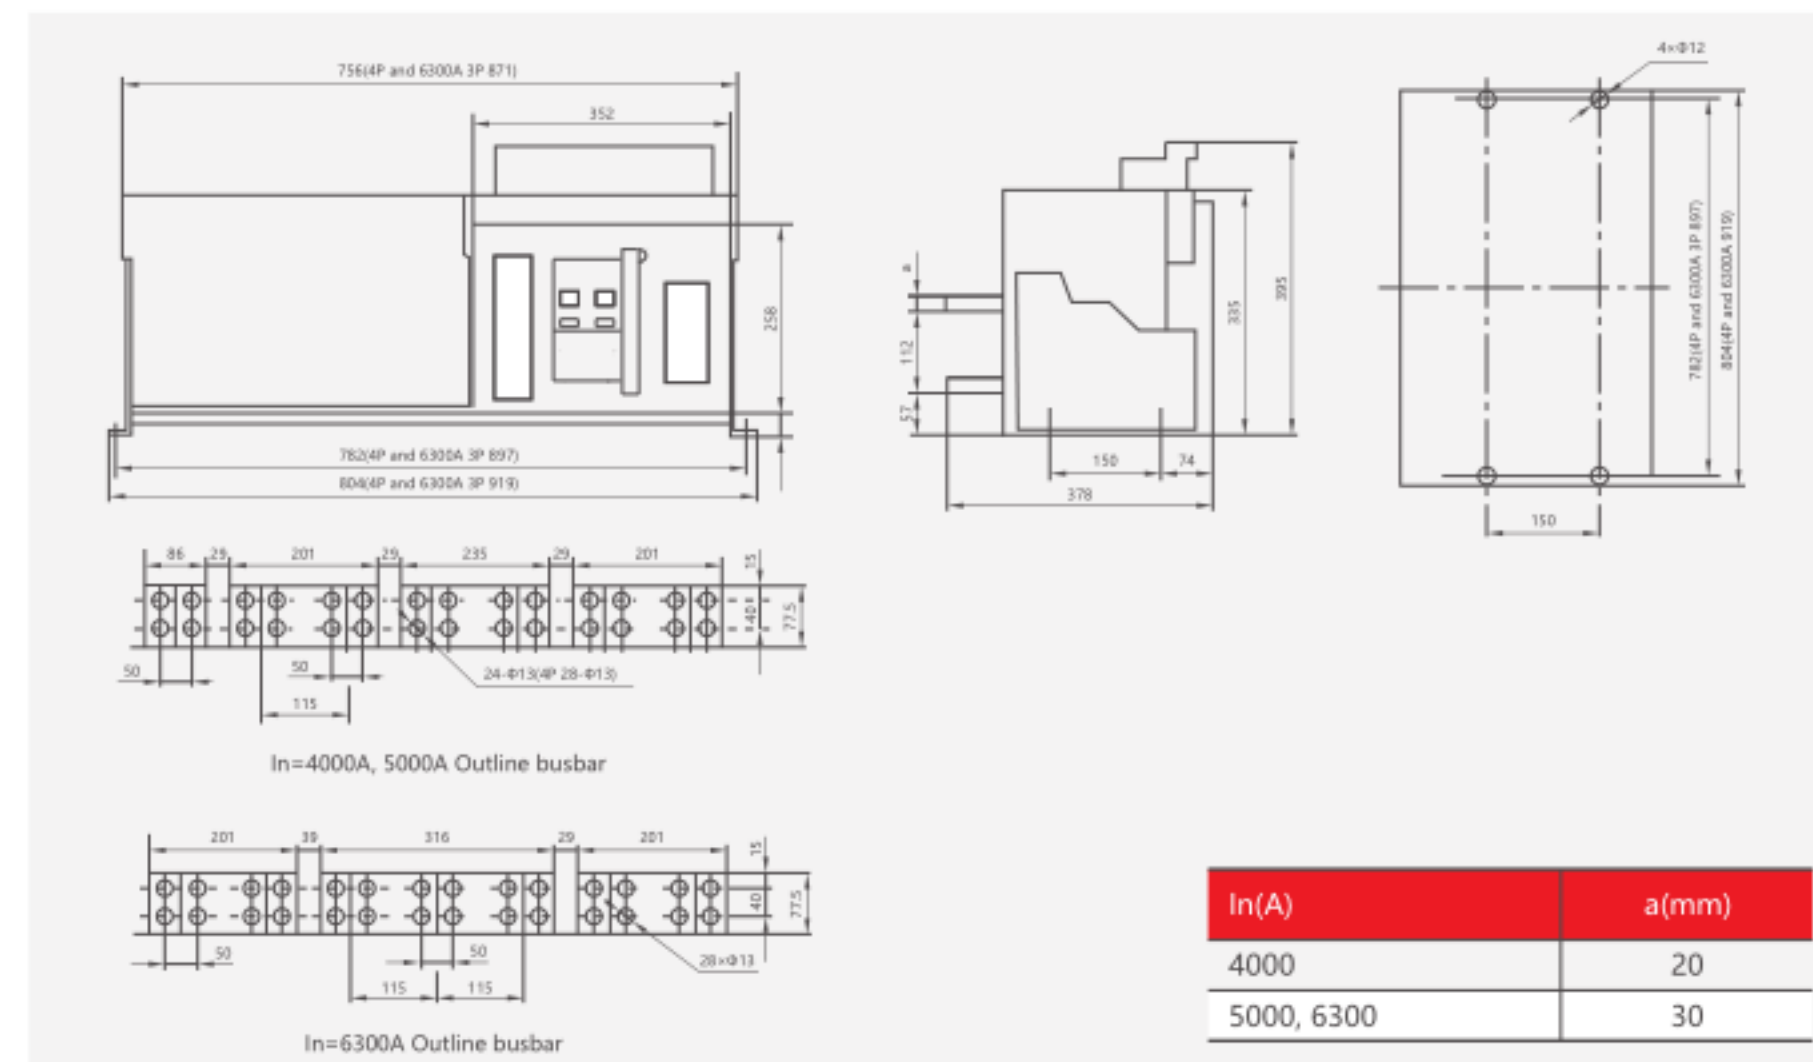 756(4P and 6300A 3P 871)
352
258
782(4P and 6300A 3P 897)
804(4P and 6300A 3P 919)
a
112
57
335
395
150
74
378
4×Φ12
782(4P and 6300A 3P 897)
804(4P and 6300A 919)
150
86 29 201 29 235 29 201
15
40
77.5
50
50
115
24-Φ13(4P 28-Φ13)
In=4000A, 5000A Outline busbar
201 39 316 29 201
15
40
77.5
50
50
115 115
28×Φ13
In=6300A Outline busbar
In(A) a(mm)
4000 20
5000, 6300 30